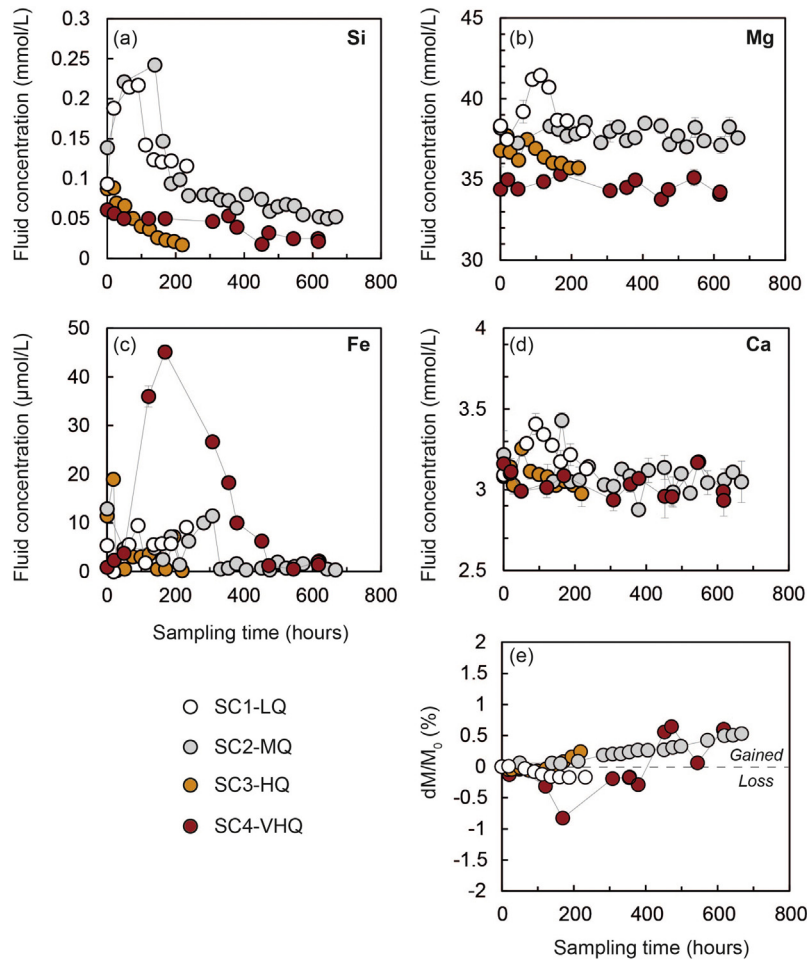 (a)
Si
Fluid concentration (mmol/L)
0.3
0.25
0.2
0.15
0.1
0.05
0
0 200 400 600 800
(b)
Mg
Fluid concentration (mmol/L)
45
40
35
30
0 200 400 600 800
(c)
Fe
Fluid concentration (µmol/L)
50
40
30
20
10
0
0 200 400 600 800
Sampling time (hours)
(d)
Ca
Fluid concentration (mmol/L)
4
3.5
3
2.5
0 200 400 600 800
SC1-LQ
SC2-MQ
SC3-HQ
SC4-VHQ
(e)
dM/M₀ (%)
2
1.5
1
0.5
0
-0.5
-1
-1.5
-2
Gained
Loss
0 200 400 600 800
Sampling time (hours)